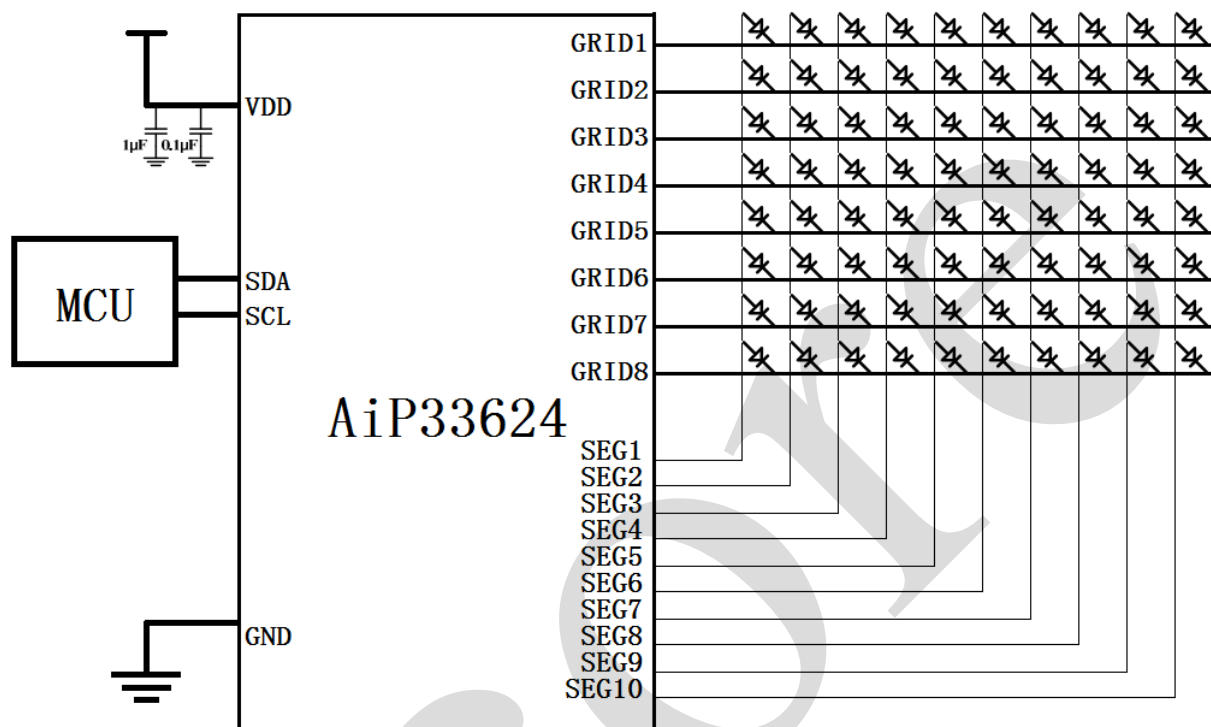 GRID1
GRID2
VDD
1μF 0.1μF
GRID3
GRID4
GRID5
SDA
GRID6
MCU
SCL
GRID7
GRID8
AiP33624
SEG1
SEG2
SEG3
SEG4
SEG5
SEG6
SEG7
SEG8
GND
SEG9
SEG10
ore